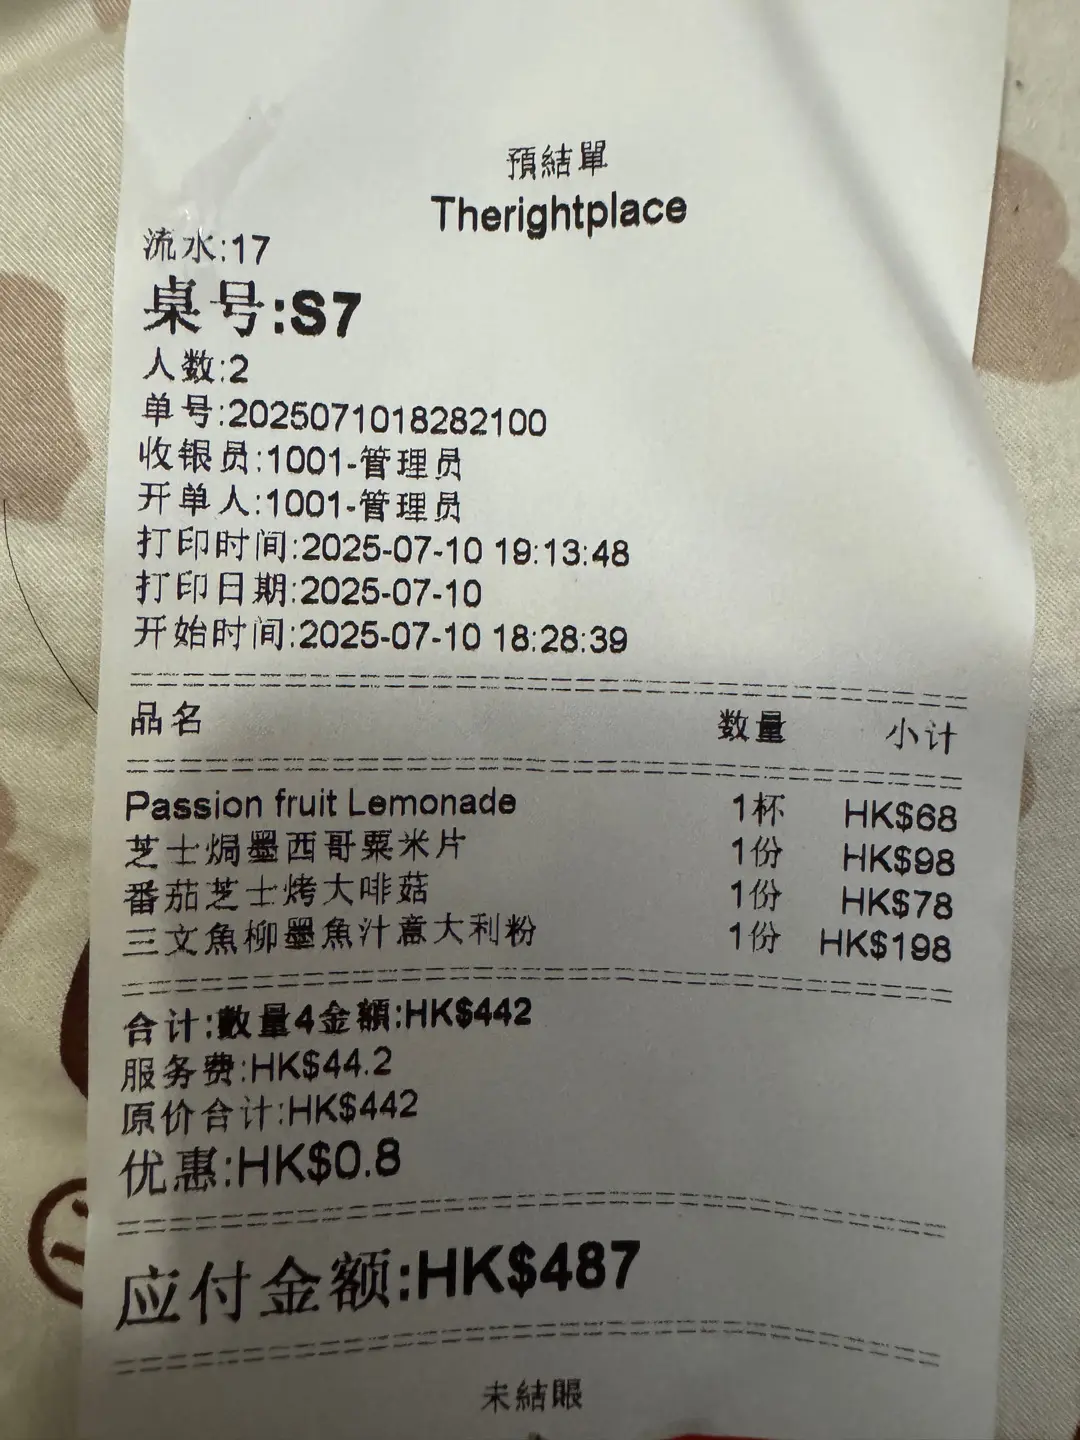 預結單
Therightplace
流水:17
桌号:S7
人数:2
单号:2025071018282100
收银员:1001-管理员
开单人:1001-管理员
打印时间:2025-07-10 19:13:48
打印日期:2025-07-10
开始时间:2025-07-10 18:28:39
品名 数量 小计
Passion fruit Lemonade 1杯 HK$68
芝士焗墨西哥粟米片 1份 HK$98
番茄芝士烤大啡菇 1份 HK$78
三文魚柳墨魚汁意大利粉 1份 HK$198
合计:數量4金額:HK$442
服务费:HK$44.2
原价合计:HK$442
优惠:HK$0.8
应付金额:HK$487
未結賬